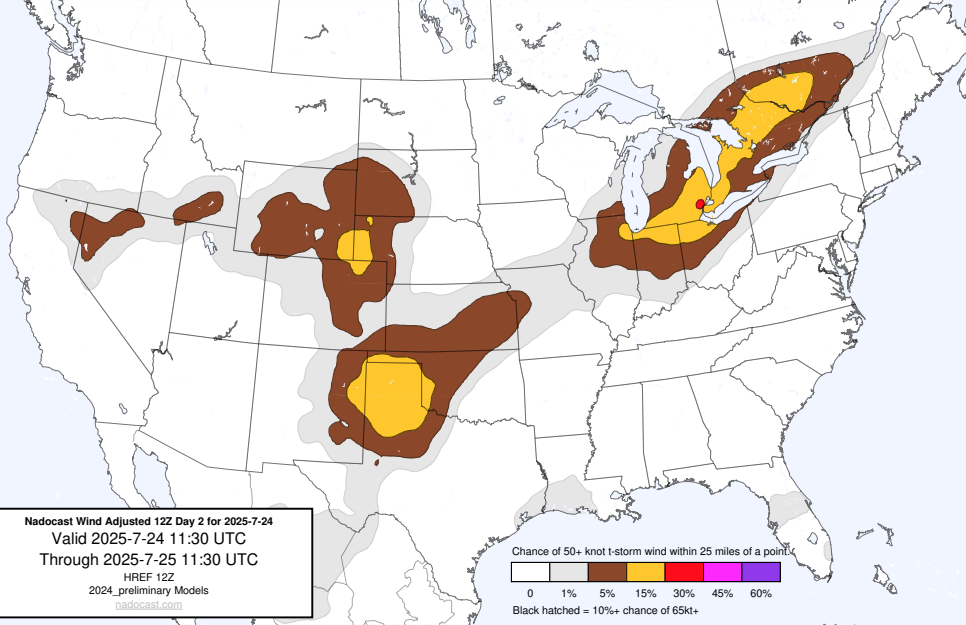 Nadocast Wind Adjusted 12Z Day 2 for 2025-7-24
Valid 2025-7-24 11:30 UTC
Through 2025-7-25 11:30 UTC
HREF 12Z
2024_preliminary Models
nadocast.com
Chance of 50+ knot t-storm wind within 25 miles of a point.
0 1% 5% 15% 30% 45% 60%
Black hatched = 10%+ chance of 65kt+